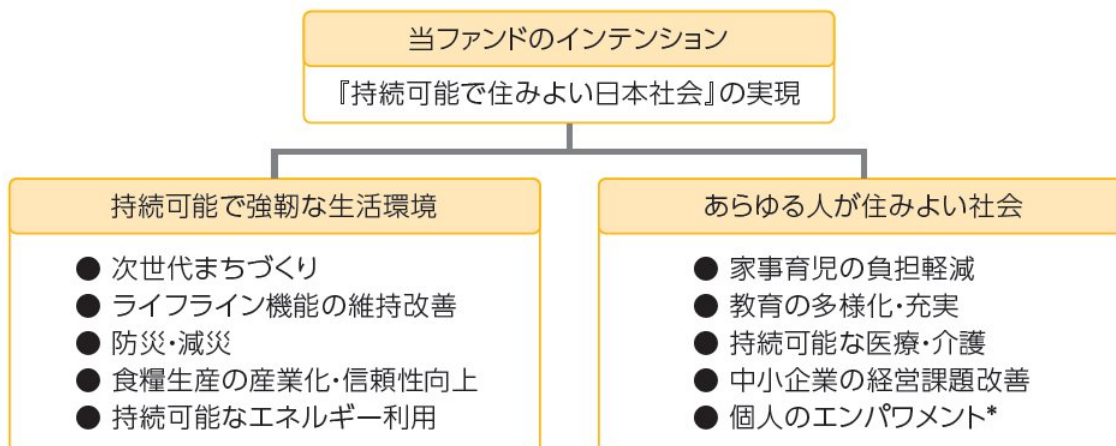 当ファンドのインテンション
『持続可能で住みよい日本社会』の実現
持続可能で強靭な生活環境
● 次世代まちづくり
● ライフライン機能の維持改善
● 防災・減災
● 食糧生産の産業化・信頼性向上
● 持続可能なエネルギー利用
あらゆる人が住みよい社会
● 家事育児の負担軽減
● 教育の多様化・充実
● 持続可能な医療・介護
● 中小企業の経営課題改善
● 個人のエンパワメント*